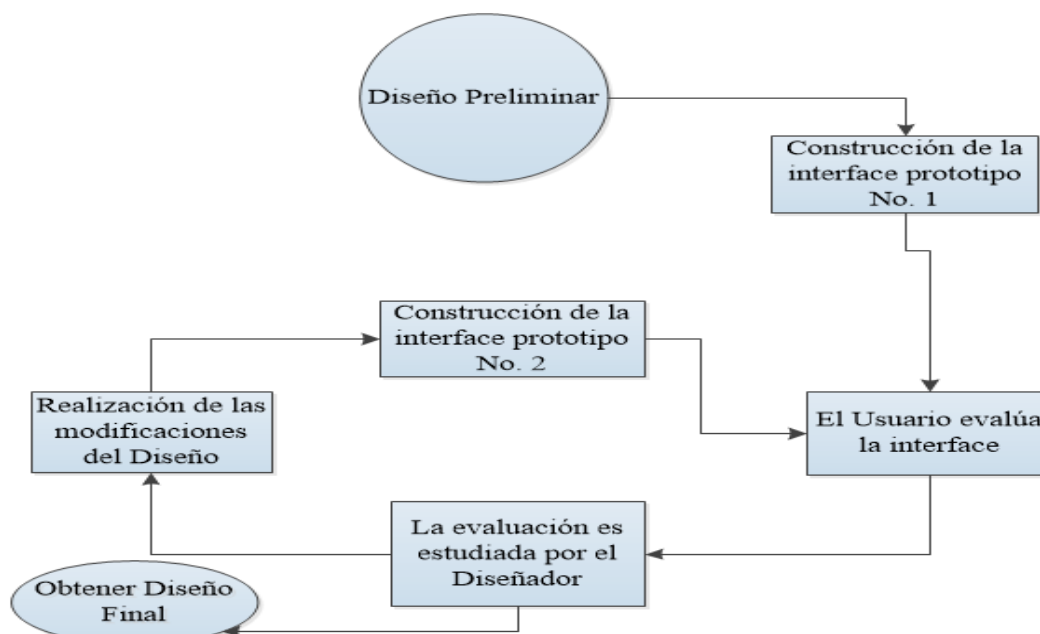 Diseño Preliminar
Construcción de la
interface prototipo
No. 1
Construcción de la
interface prototipo
No. 2
Realización de las
modificaciones
del Diseño
El Usuario evalúa
la interface
La evaluación es
estudiada por el
Diseñador
Obtener Diseño
Final